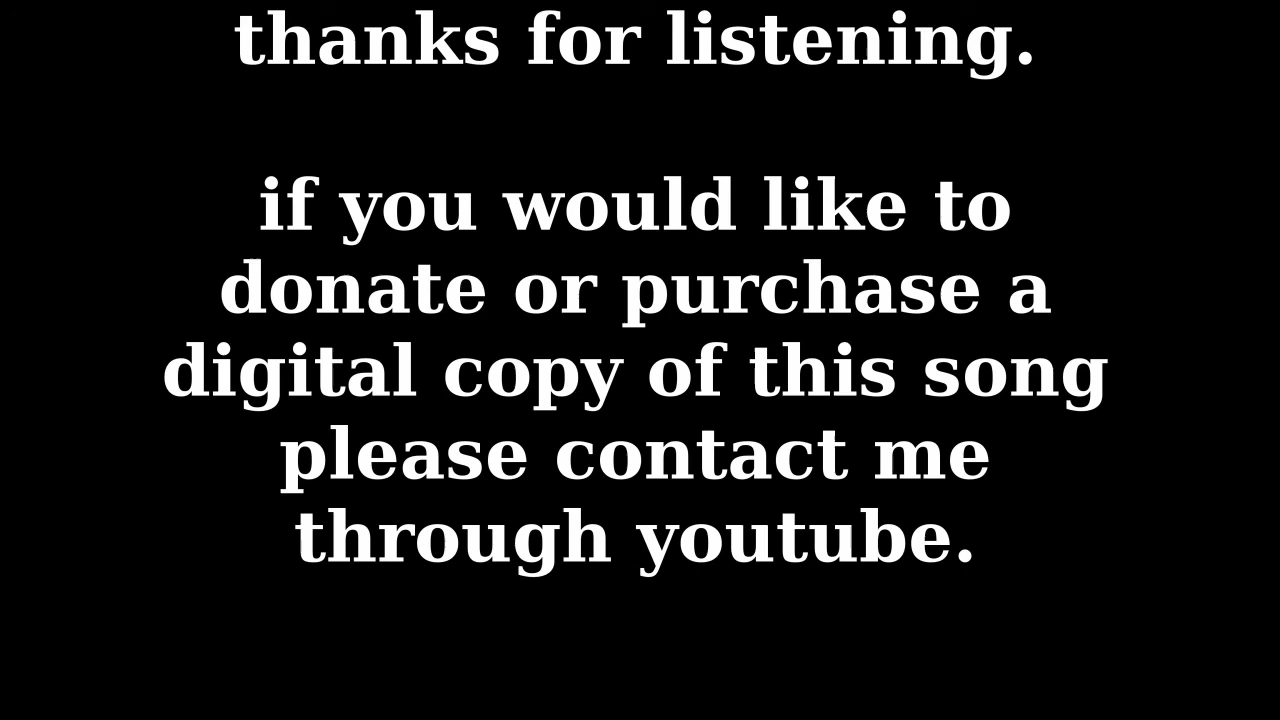 thanks for listening.
if you would like to
donate or purchase a
digital copy of this song
please contact me
through youtube.